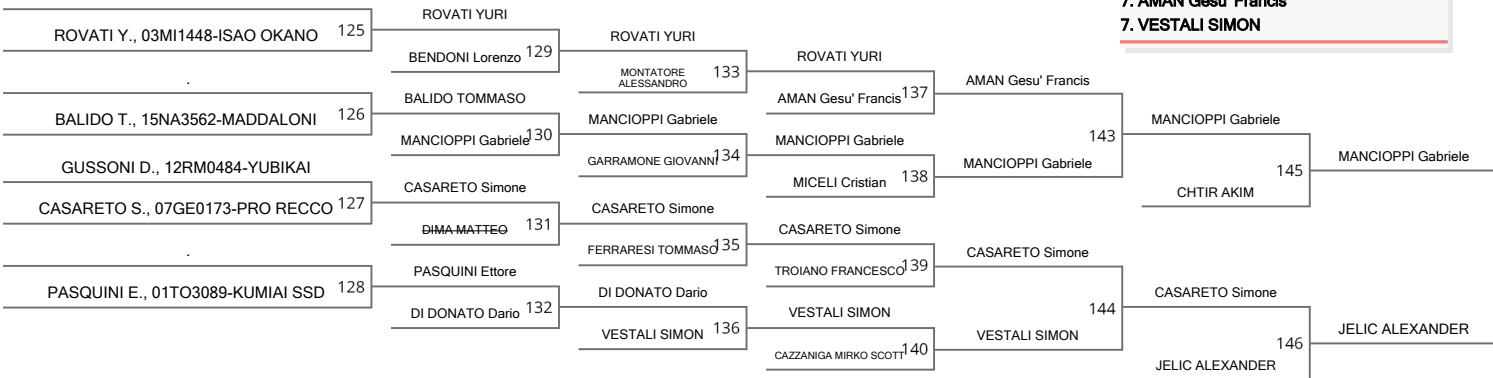 7. AMAN Gesu' Francis
7. VESTALI SIMON
ROVATI Y., 03MI1448-ISAO OKANO
125
.
BALIDO T., 15NA3562-MADDALONI
126
GUSSONI D., 12RM0484-YUBIKAI
CASARETO S., 07GE0173-PRO RECCO
127
.
PASQUINI E., 01TO3089-KUMIAI SSD
128
ROVATI YURI
BENDONI Lorenzo
129
BALIDO TOMMASO
MANCIOPPI Gabriele
130
CASARETO Simone
DIMA MATTEO
131
PASQUINI Ettore
DI DONATO Dario
132
ROVATI YURI
MONTATORE
ALESSANDRO
133
MANCIOPPI Gabriele
GARRAMONE GIOVANNI
134
CASARETO Simone
FERRARESI TOMMASO
135
DI DONATO Dario
VESTALI SIMON
136
ROVATI YURI
AMAN Gesu' Francis
137
MANCIOPPI Gabriele
MICELI Cristian
138
CASARETO Simone
TROIANO FRANCESCO
139
VESTALI SIMON
CAZZANIGA MIRKO SCOTT
140
AMAN Gesu' Francis
143
MANCIOPPI Gabriele
CASARETO Simone
144
VESTALI SIMON
MANCIOPPI Gabriele
145
CHTIR AKIM
CASARETO Simone
146
JELIC ALEXANDER
MANCIOPPI Gabriele
JELIC ALEXANDER